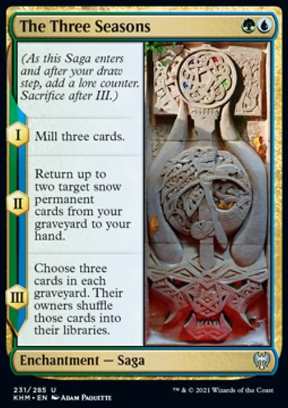 The Three Seasons
(As this Saga enters
and after your draw
step, add a lore counter.
Sacrifice after III.)
I
Mill three cards.
II
Return up to
two target snow
permanent
cards from your
graveyard to your
hand.
III
Choose three
cards in each
graveyard. Their
owners shuffle
those cards into
their libraries.
Enchantment — Saga
231/285 U
KHM • EN Adam Paquette
™ & © 2021 Wizards of the Coast